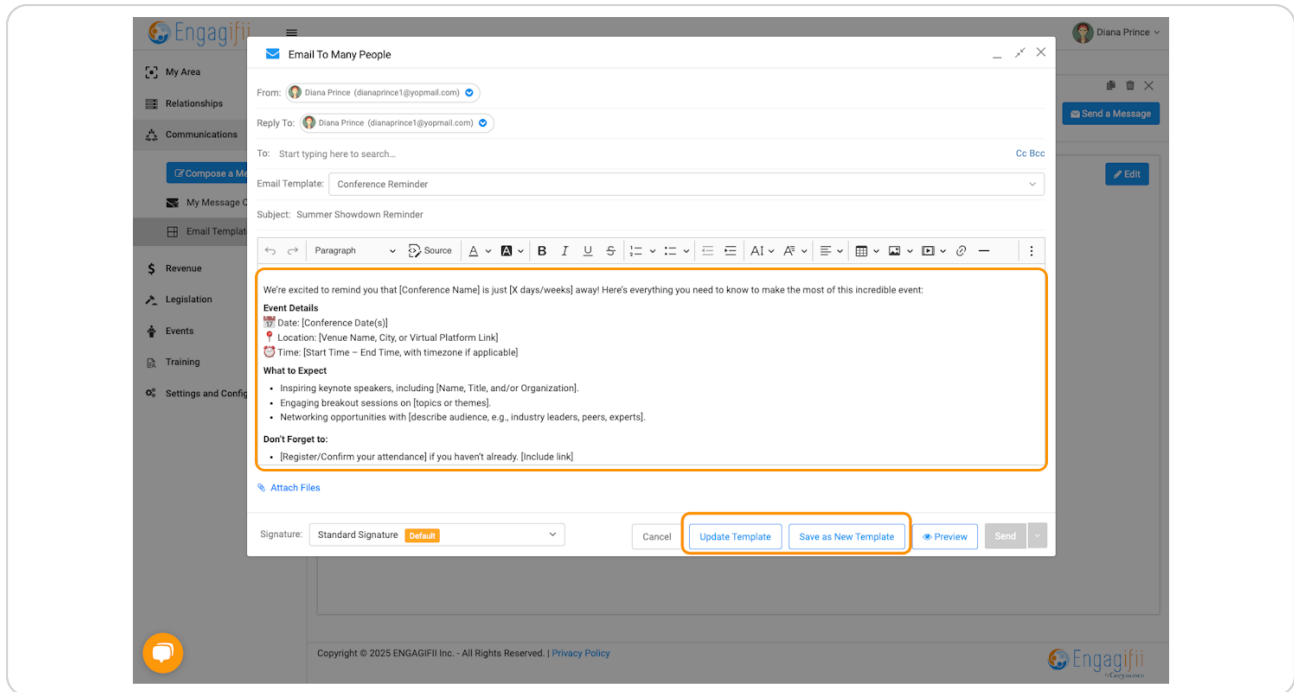 Engagifii
Diana Prince
Email To Many People
My Area
Relationships
Communications
Compose a Me
My Message C
Email Templat
Revenue
Legislation
Events
Training
Settings and Config
From: Diana Prince (dianaprince1@yopmail.com)
Reply To: Diana Prince (dianaprince1@yopmail.com)
To: Start typing here to search...
Cc Bcc
Email Template: Conference Reminder
Subject: Summer Showdown Reminder
Send a Message
Edit
Paragraph Source
We're excited to remind you that [Conference Name] is just [X days/weeks] away! Here's everything you need to know to make the most of this incredible event:
Event Details
📅 Date: [Conference Date(s)]
📍 Location: [Venue Name, City, or Virtual Platform Link]
⏰ Time: [Start Time – End Time, with timezone if applicable]
What to Expect
• Inspiring keynote speakers, including [Name, Title, and/or Organization].
• Engaging breakout sessions on [topics or themes].
• Networking opportunities with [describe audience, e.g., industry leaders, peers, experts].
Don't Forget to:
• [Register/Confirm your attendance] if you haven't already. [Include link]
Attach Files
Signature: Standard Signature Default
Cancel Update Template Save as New Template Preview Send
Copyright © 2025 ENGAGIFII Inc. - All Rights Reserved. | Privacy Policy
Engagifii